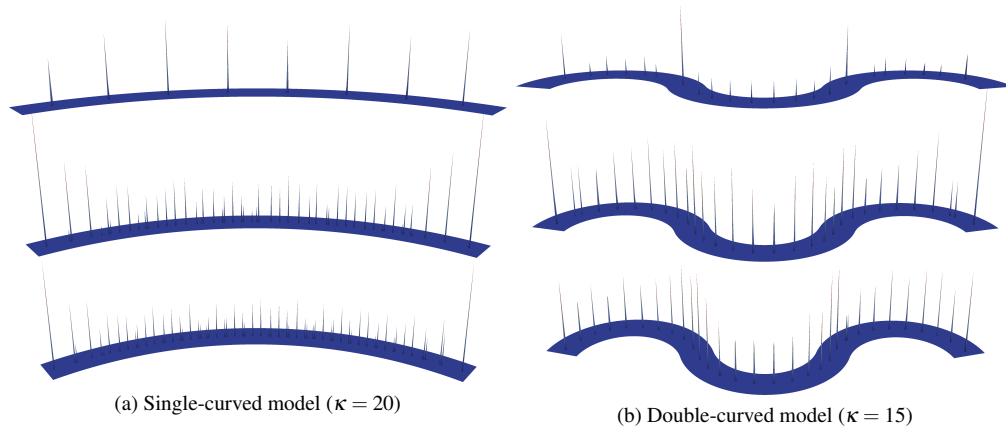 (a) Single-curved model (κ = 20)
(b) Double-curved model (κ = 15)